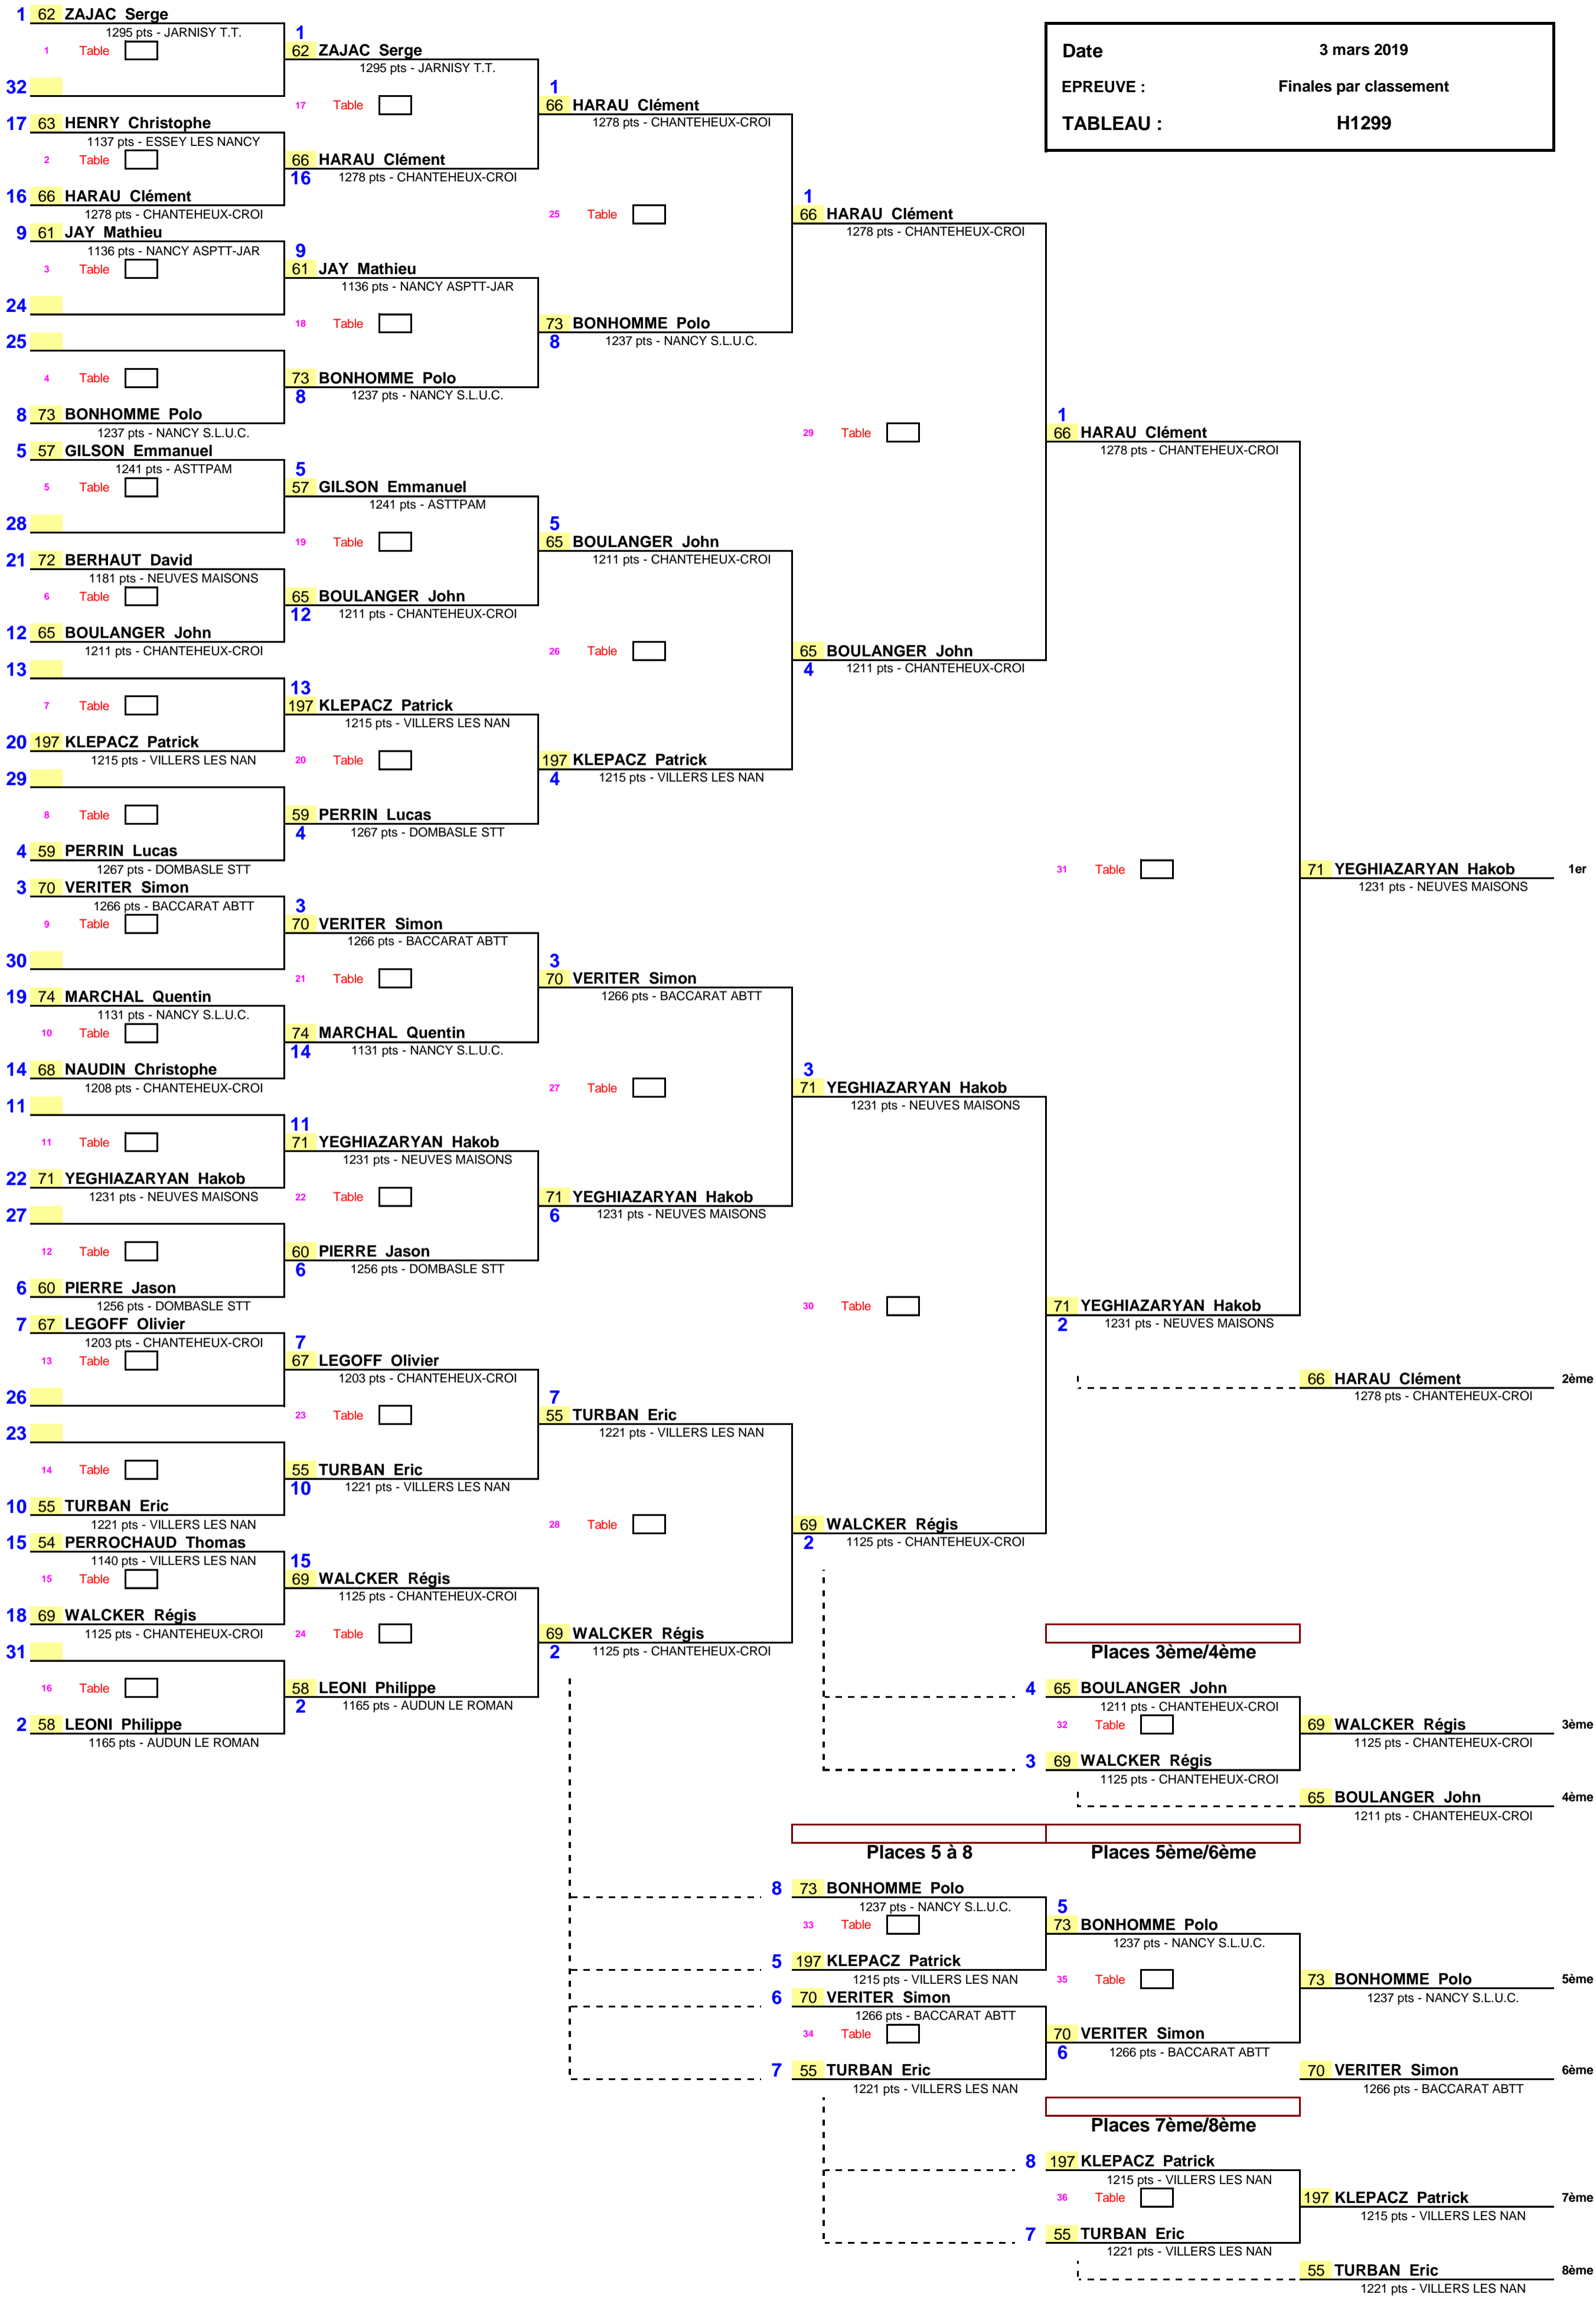 Date 3 mars 2019
EPREUVE : Finales par classement
TABLEAU : H1299
1 62 ZAJAC Serge
1295 pts - JARNISY T.T.
1 Table
32
17 63 HENRY Christophe
1137 pts - ESSEY LES NANCY
2 Table
16 66 HARAU Clément
1278 pts - CHANTEHEUX-CROI
9 61 JAY Mathieu
1136 pts - NANCY ASPTT-JAR
3 Table
24
25
4 Table
8 73 BONHOMME Polo
1237 pts - NANCY S.L.U.C.
5 57 GILSON Emmanuel
1241 pts - ASTTPAM
5 Table
28
21 72 BERHAUT David
1181 pts - NEUVES MAISONS
6 Table
12 65 BOULANGER John
1211 pts - CHANTEHEUX-CROI
13
7 Table
20 197 KLEPACZ Patrick
1215 pts - VILLERS LES NAN
29
8 Table
4 59 PERRIN Lucas
1267 pts - DOMBASLE STT
3 70 VERITER Simon
1266 pts - BACCARAT ABTT
9 Table
30
19 74 MARCHAL Quentin
1131 pts - NANCY S.L.U.C.
10 Table
14 68 NAUDIN Christophe
1208 pts - CHANTEHEUX-CROI
11
11 Table
22 71 YEGHIAZARYAN Hakob
1231 pts - NEUVES MAISONS
27
12 Table
6 60 PIERRE Jason
1256 pts - DOMBASLE STT
7 67 LEGOFF Olivier
1203 pts - CHANTEHEUX-CROI
13 Table
26
23
14 Table
10 55 TURBAN Eric
1221 pts - VILLERS LES NAN
15 54 PERROCHAUD Thomas
1140 pts - VILLERS LES NAN
15 Table
18 69 WALCKER Régis
1125 pts - CHANTEHEUX-CROI
31
16 Table
2 58 LEONI Philippe
1165 pts - AUDUN LE ROMAN
1
62 ZAJAC Serge
1295 pts - JARNISY T.T.
17 Table
66 HARAU Clément
16 1278 pts - CHANTEHEUX-CROI
9
61 JAY Mathieu
1136 pts - NANCY ASPTT-JAR
18 Table
73 BONHOMME Polo
8 1237 pts - NANCY S.L.U.C.
5
57 GILSON Emmanuel
1241 pts - ASTTPAM
19 Table
65 BOULANGER John
12 1211 pts - CHANTEHEUX-CROI
13
197 KLEPACZ Patrick
1215 pts - VILLERS LES NAN
20 Table
59 PERRIN Lucas
4 1267 pts - DOMBASLE STT
3
70 VERITER Simon
1266 pts - BACCARAT ABTT
21 Table
74 MARCHAL Quentin
14 1131 pts - NANCY S.L.U.C.
11
71 YEGHIAZARYAN Hakob
1231 pts - NEUVES MAISONS
22 Table
60 PIERRE Jason
6 1256 pts - DOMBASLE STT
7
67 LEGOFF Olivier
1203 pts - CHANTEHEUX-CROI
23 Table
55 TURBAN Eric
10 1221 pts - VILLERS LES NAN
15
69 WALCKER Régis
1125 pts - CHANTEHEUX-CROI
24 Table
58 LEONI Philippe
2 1165 pts - AUDUN LE ROMAN
1
66 HARAU Clément
1278 pts - CHANTEHEUX-CROI
25 Table
73 BONHOMME Polo
8 1237 pts - NANCY S.L.U.C.
5
65 BOULANGER John
1211 pts - CHANTEHEUX-CROI
26 Table
197 KLEPACZ Patrick
4 1215 pts - VILLERS LES NAN
3
70 VERITER Simon
1266 pts - BACCARAT ABTT
27 Table
71 YEGHIAZARYAN Hakob
6 1231 pts - NEUVES MAISONS
7
55 TURBAN Eric
1221 pts - VILLERS LES NAN
28 Table
69 WALCKER Régis
2 1125 pts - CHANTEHEUX-CROI
1
66 HARAU Clément
1278 pts - CHANTEHEUX-CROI
29 Table
65 BOULANGER John
4 1211 pts - CHANTEHEUX-CROI
3
71 YEGHIAZARYAN Hakob
1231 pts - NEUVES MAISONS
30 Table
69 WALCKER Régis
2 1125 pts - CHANTEHEUX-CROI
1
66 HARAU Clément
1278 pts - CHANTEHEUX-CROI
31 Table
71 YEGHIAZARYAN Hakob
2 1231 pts - NEUVES MAISONS
71 YEGHIAZARYAN Hakob 1er
1231 pts - NEUVES MAISONS
66 HARAU Clément 2ème
1278 pts - CHANTEHEUX-CROI
Places 3ème/4ème
4 65 BOULANGER John
1211 pts - CHANTEHEUX-CROI
32 Table
3 69 WALCKER Régis
1125 pts - CHANTEHEUX-CROI
69 WALCKER Régis 3ème
1125 pts - CHANTEHEUX-CROI
65 BOULANGER John 4ème
1211 pts - CHANTEHEUX-CROI
Places 5 à 8 Places 5ème/6ème
8 73 BONHOMME Polo
1237 pts - NANCY S.L.U.C.
33 Table
5 197 KLEPACZ Patrick
1215 pts - VILLERS LES NAN
6 70 VERITER Simon
1266 pts - BACCARAT ABTT
34 Table
7 55 TURBAN Eric
1221 pts - VILLERS LES NAN
5
73 BONHOMME Polo
1237 pts - NANCY S.L.U.C.
35 Table
70 VERITER Simon
6 1266 pts - BACCARAT ABTT
73 BONHOMME Polo 5ème
1237 pts - NANCY S.L.U.C.
70 VERITER Simon 6ème
1266 pts - BACCARAT ABTT
Places 7ème/8ème
8 197 KLEPACZ Patrick
1215 pts - VILLERS LES NAN
36 Table
7 55 TURBAN Eric
1221 pts - VILLERS LES NAN
197 KLEPACZ Patrick 7ème
1215 pts - VILLERS LES NAN
55 TURBAN Eric 8ème
1221 pts - VILLERS LES NAN